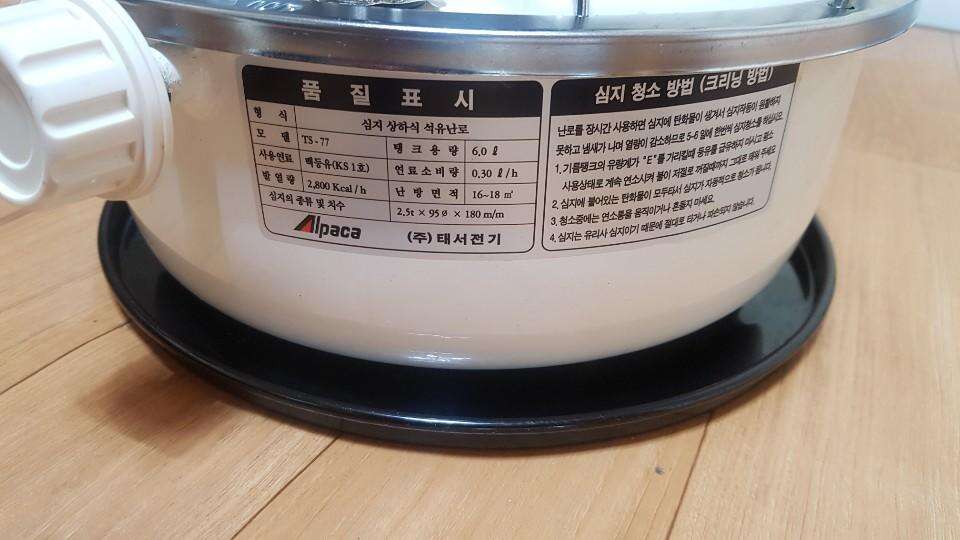 품 질 표 시
형 식 심지 상하식 석유난로
모 델 TS-77 탱크용량 6,0 ℓ
사용연료 백등유(KS 1호) 연료소비량 0,30 ℓ/h
발열량 2,800 Kcal / h 난방면적 16~18 ㎡
심지의 종류 및 치수 2,5t × 95ø × 180 m/m
Alpaca (주) 태서전기
심지 청소 방법 (크리닝 방법)
난로를 장시간 사용하면 심지에 탄화물이 생겨서 심지작동이 원활하지
못하고 냄새가 나며 열량이 감소하므로 5-6 일에 한번씩 심지청소를 하십시오
1. 기름탱크의 유량계가 "E"를 가리킬때 등유를 급유하지 마시고 평소
사용상태로 계속 연소시켜 불이 저절로 꺼질때까지 그대로 태워 주세요
2. 심지에 붙어있는 탄화물이 모두타서 심지가 자동적으로 청소가 됩니다.
3. 청소중에는 연소통을 움직이거나 흔들지 마세요.
4. 심지는 유리사 심지이기 때문에 절대로 타거나 파손되지 않습니다.